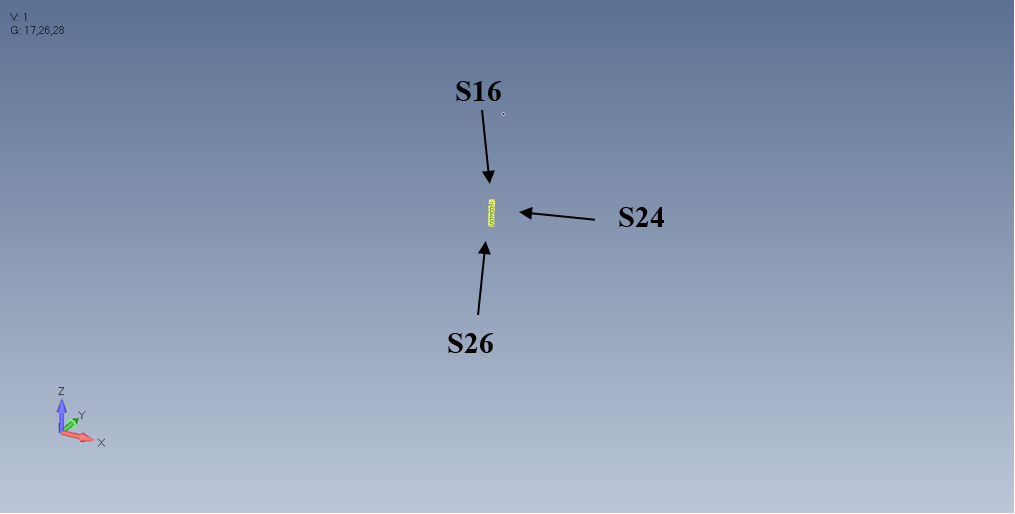 V: 1
G: 17,26,28
S16
S24
S26
Z
Y
X